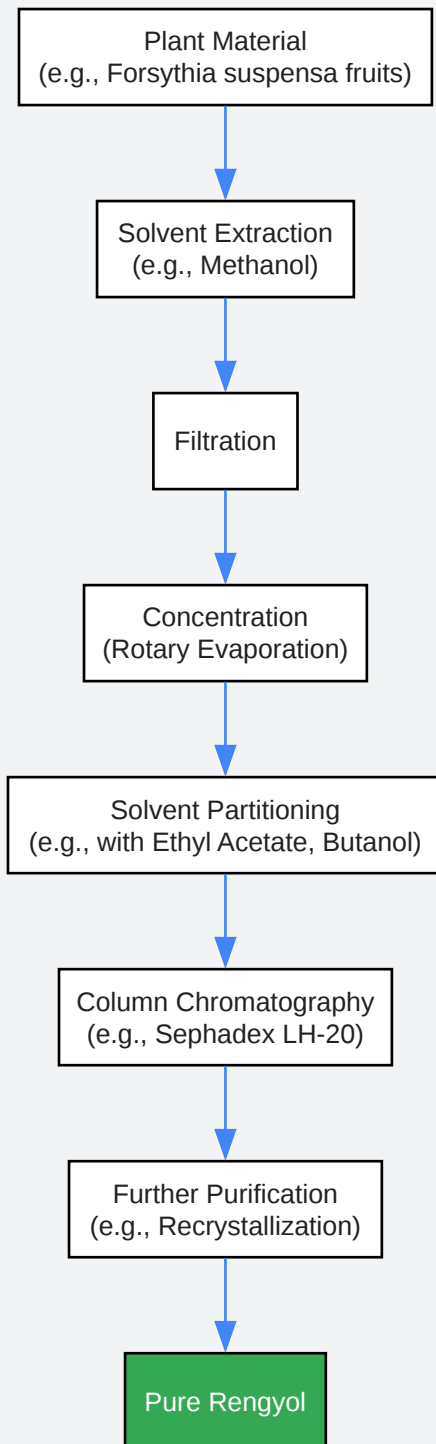 Plant Material
(e.g., Forsythia suspensa fruits)
Solvent Extraction
(e.g., Methanol)
Filtration
Concentration
(Rotary Evaporation)
Solvent Partitioning
(e.g., with Ethyl Acetate, Butanol)
Column Chromatography
(e.g., Sephadex LH-20)
Further Purification
(e.g., Recrystallization)
Pure Rengyol